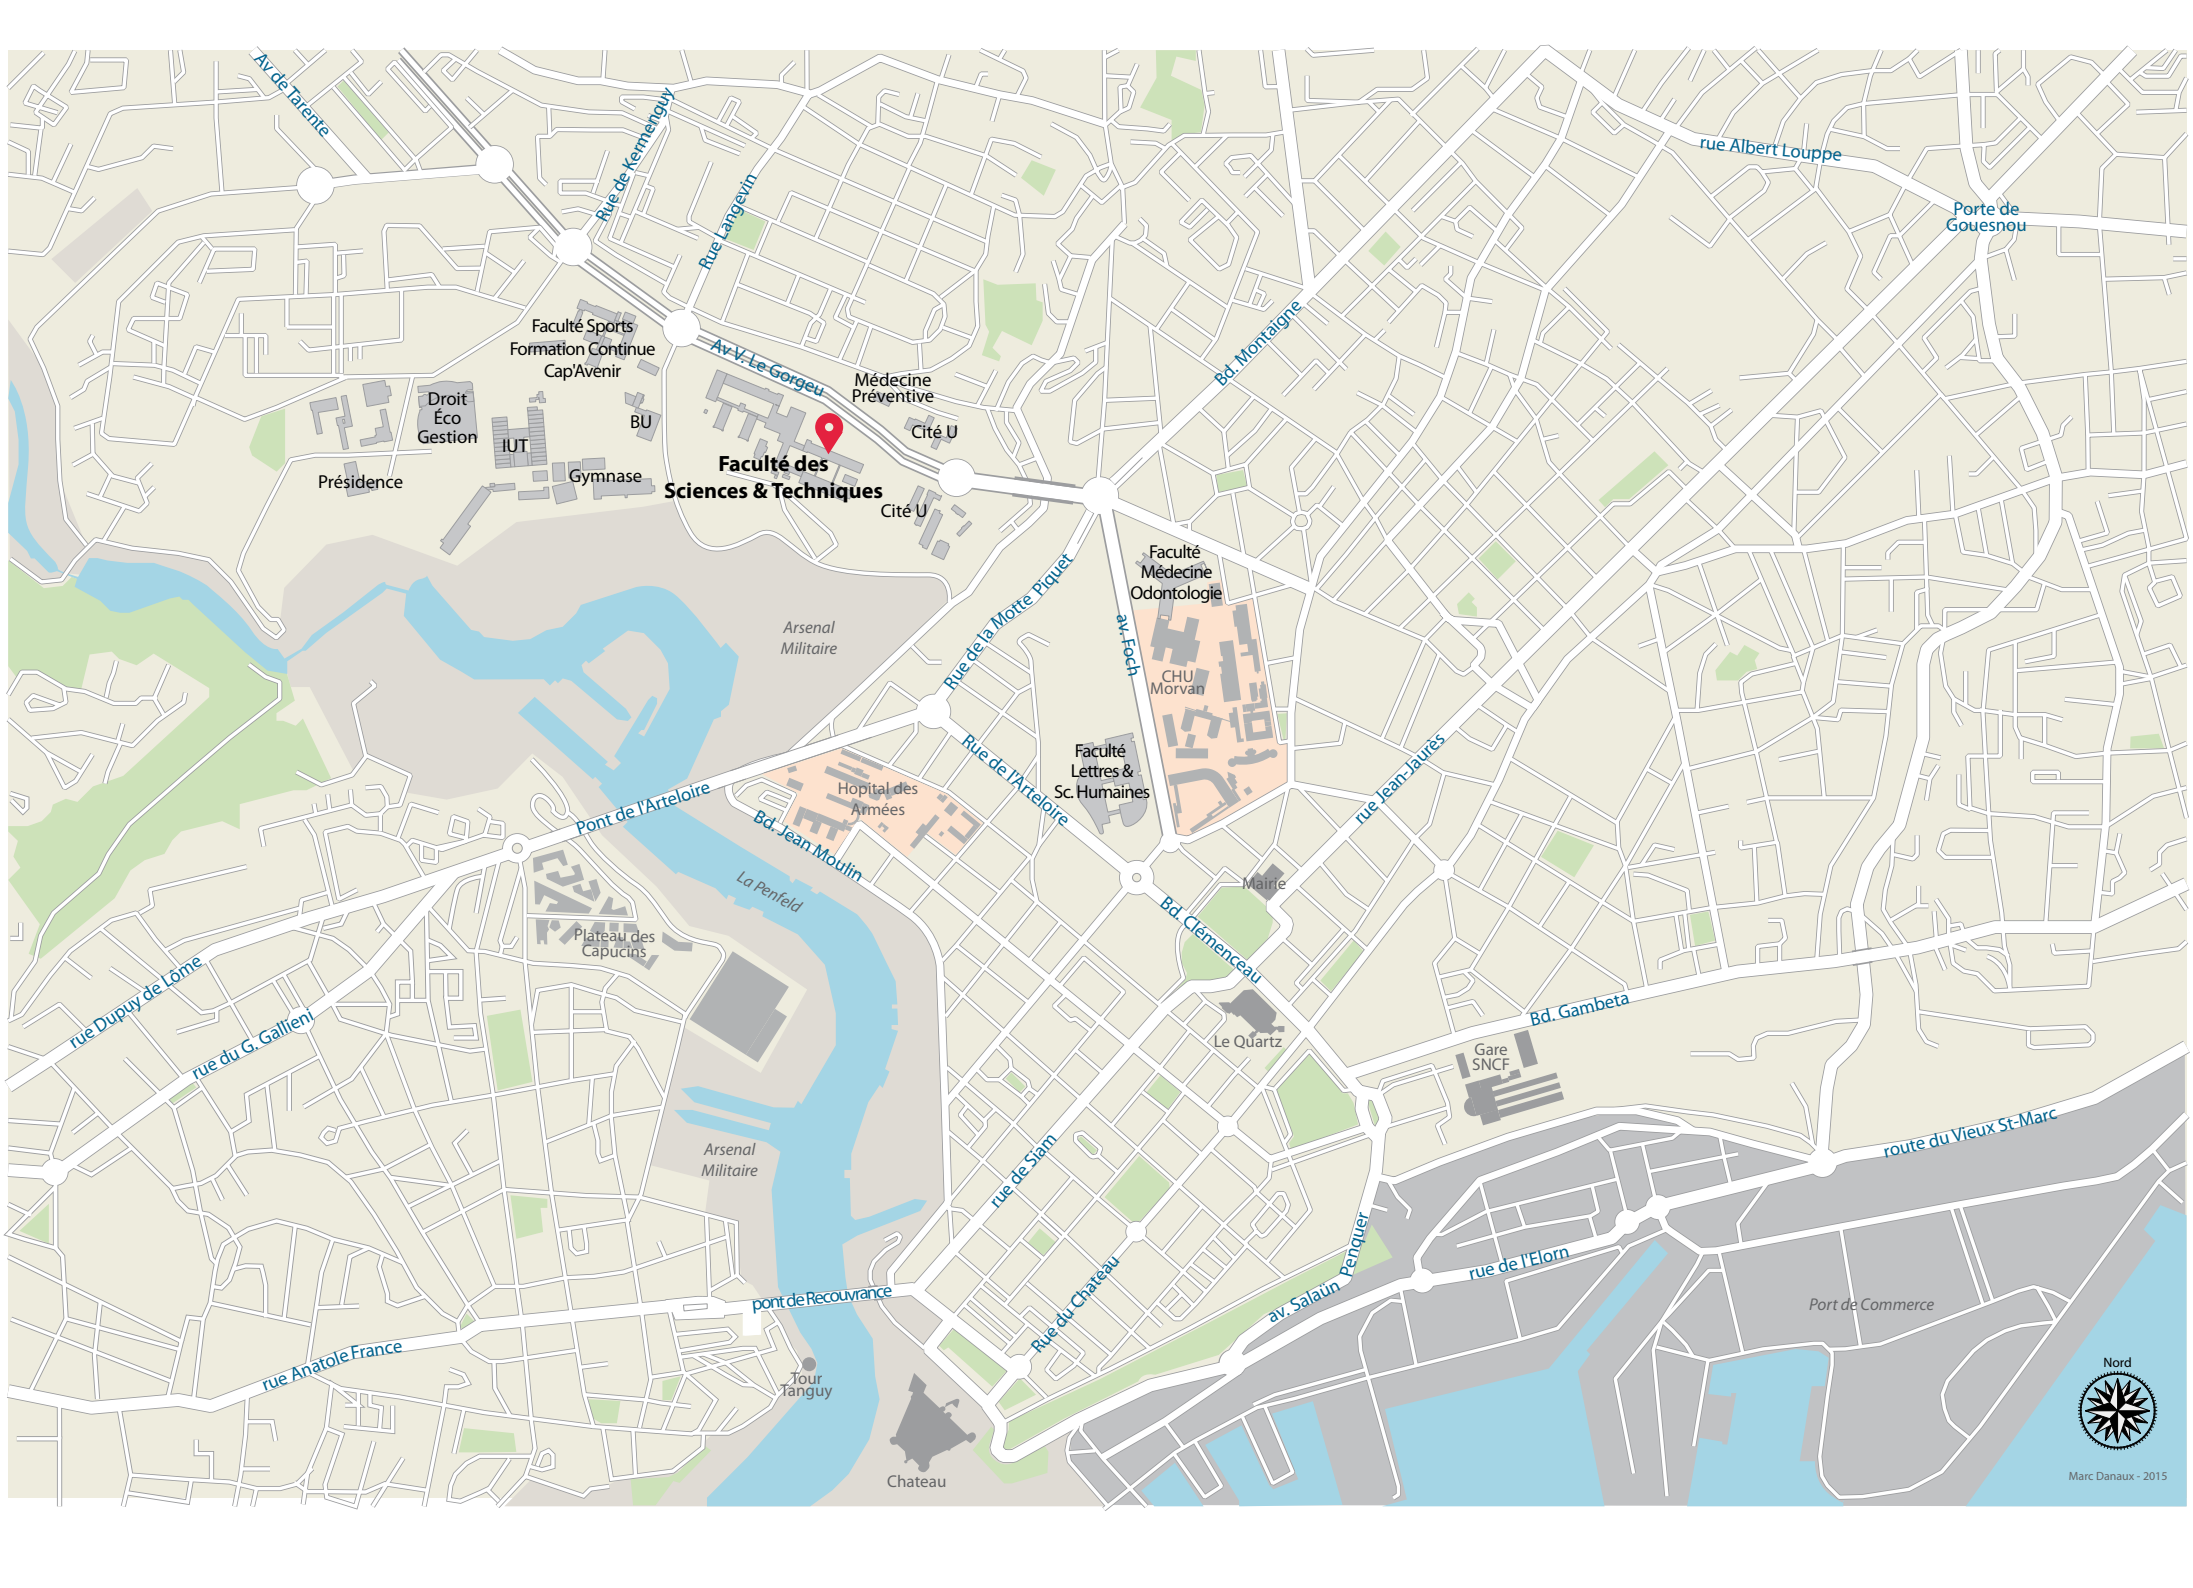 Av de Tarente
Rue de Kermenguy
Rue Langevin
rue Albert Louppe
Porte de
Gouesnou
Faculté Sports
Formation Continue
Cap'Avenir
Av V. Le Gorgeu
Bd. Montaigne
Médecine
Préventive
Droit
Éco
Gestion
IUT
BU
Cité U
Faculté des
Sciences & Techniques
Présidence
Gymnase
Cité U
Faculté
Médecine
Odontologie
Rue de la Motte Piquet
av. Foch
Arsenal
Militaire
CHU
Morvan
Faculté
Lettres &
Sc. Humaines
Rue de l'Arteloire
rue Jean-Jaurès
Hopital des
Armées
Pont de l'Arteloire
Bd. Jean Moulin
La Penfeld
Mairie
Bd. Clémenceau
Plateau des
Capucins
rue Dupuy de Lôme
rue du G. Gallieni
Le Quartz
Bd. Gambeta
Gare
SNCF
route du Vieux St-Marc
Arsenal
Militaire
rue de Siam
Penquer
av. Salaün
rue de l'Elorn
Port de Commerce
pont de Recouvrance
Rue du Chateau
rue Anatole France
Tour
Tanguy
Chateau
Nord
Marc Danaux - 2015